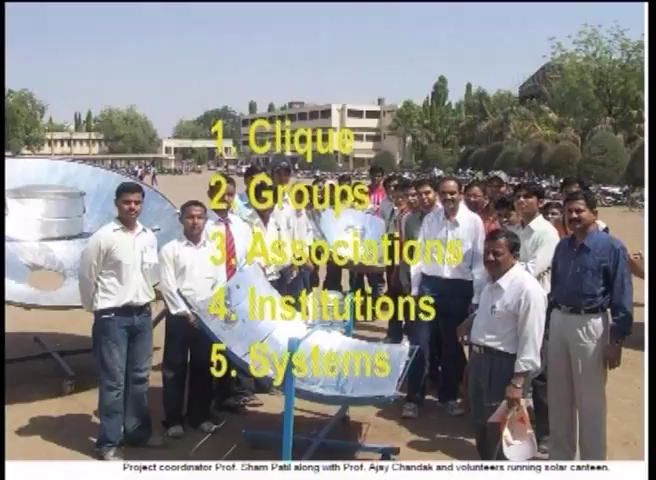 1. Clique
2. Groups
3. Associations
4. Institutions
5. Systems
Project coordinator Prof. Sham Patil along with Prof. Ajay Chandak and volunteers running solar canteen.